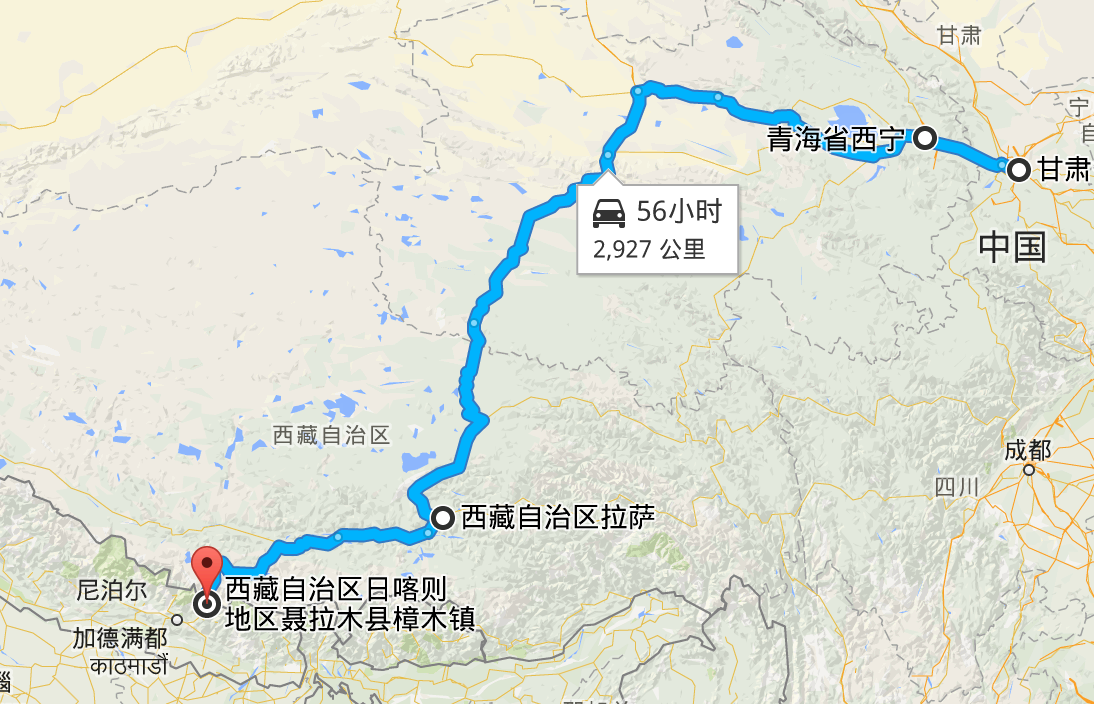 甘肃
宁
自
青海省西宁
甘肃
56小时
2,927 公里
中国
西藏自治区
成都
四川
西藏自治区拉萨
尼泊尔
西藏自治区日喀则
地区聂拉木县樟木镇
加德满都
काठमाडौं